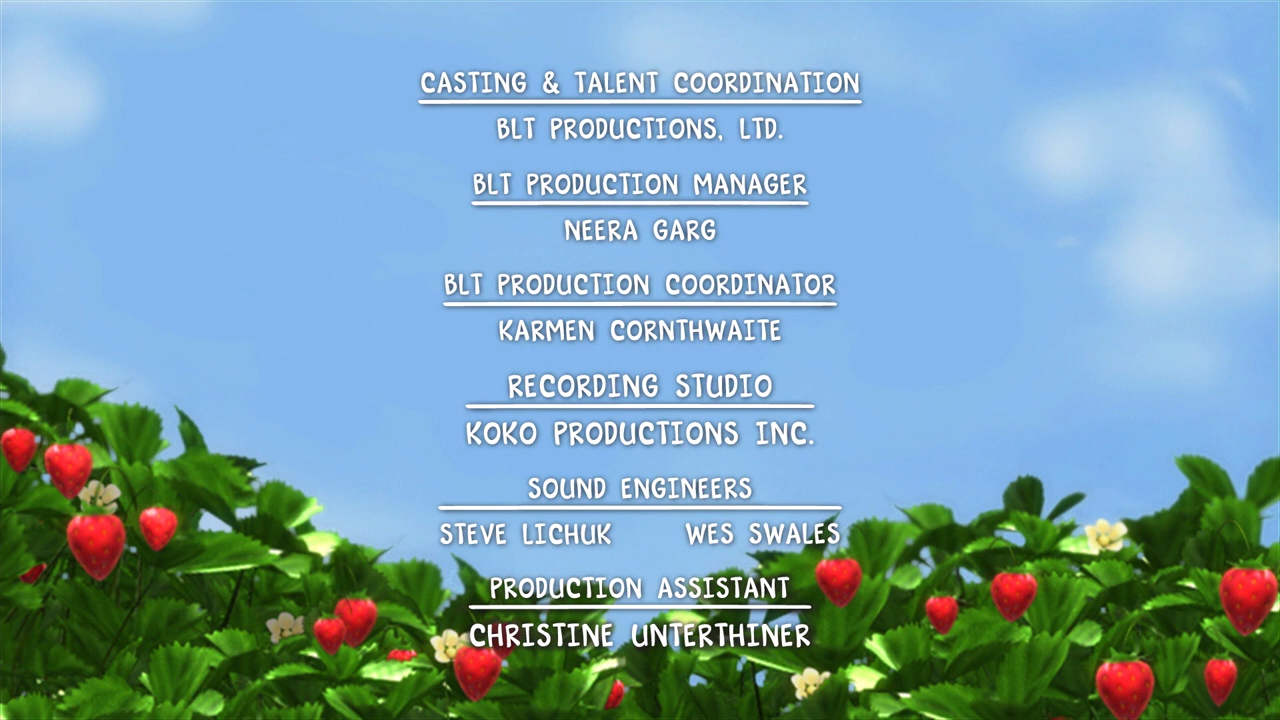 CASTING & TALENT COORDINATION
BLT PRODUCTIONS, LTD.
BLT PRODUCTION MANAGER
NEERA GARG
BLT PRODUCTION COORDINATOR
KARMEN CORNTHWAITE
RECORDING STUDIO
KOKO PRODUCTIONS INC.
SOUND ENGINEERS
STEVE LICHUK WES SWALES
PRODUCTION ASSISTANT
CHRISTINE UNTERTHINER